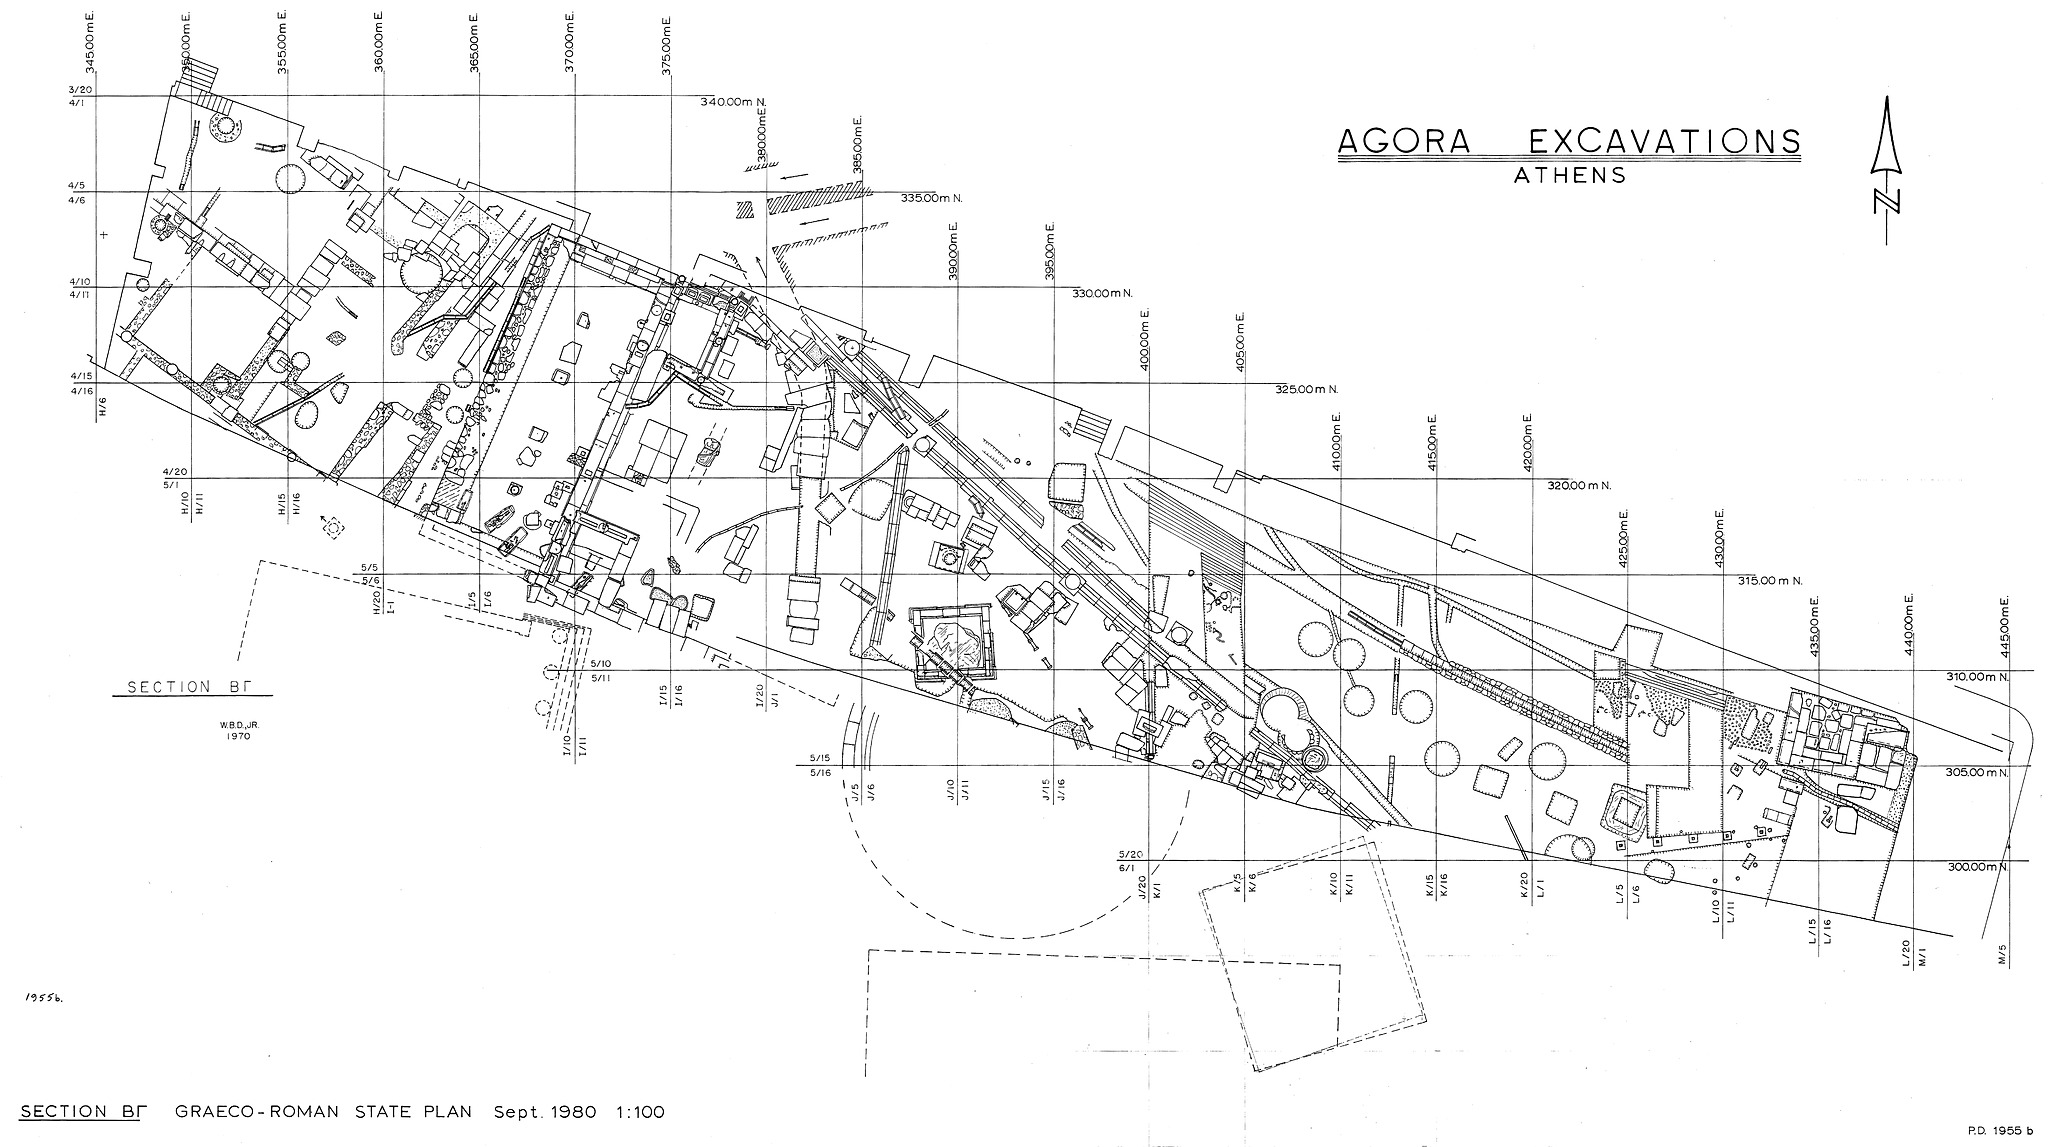 AGORA EXCAVATIONS
ATHENS
N
345.00m E.
350.00m E.
355.00m E.
360.00m E.
365.00m E.
370.00m E.
375.00m E.
380.00m E.
385.00m E.
390.00m E.
395.00m E.
400.00m E.
405.00m E.
410.00m E.
415.00m E.
420.00m E.
425.00m E.
430.00m E.
435.00m E.
440.00m E.
445.00m E.
3/20
4/1
340.00m N.
4/5
4/6
335.00m N.
4/10
4/11
330.00m N.
4/15
4/16
325.00m N.
H/6
4/20
5/1
320.00m N.
H/10
H/11
H/15
H/16
5/5
5/6
315.00 m N.
H/20
I-1
I/5
I/6
5/10
5/11
310.00m N.
I/10
I/11
I/15
I/16
I/20
J/1
5/15
5/16
305.00m N.
J/5
J/6
J/10
J/11
J/15
J/16
5/20
6/1
300.00m N.
J/20
K/1
K/5
K/6
K/10
K/11
K/15
K/16
K/20
L/1
L/5
L/6
L/10
L/11
L/15
L/16
L/20
M/1
M/5
SECTION ΒΓ
W.B.D.,JR.
1970
1955b.
SECTION ΒΓ GRAECO-ROMAN STATE PLAN Sept. 1980 1:100
P.D. 1955 b